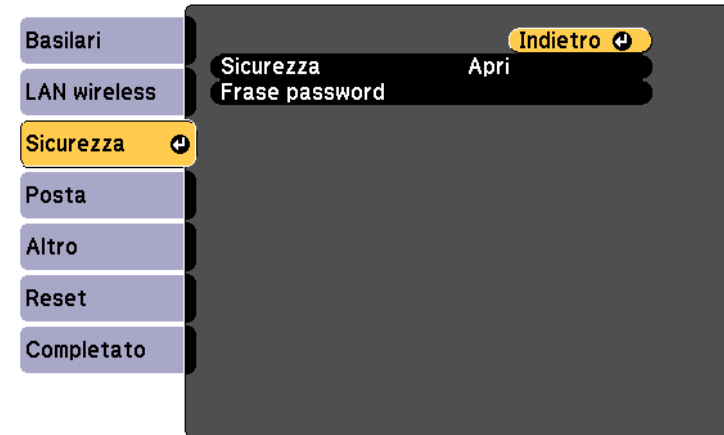 Basilari
LAN wireless
Sicurezza
Posta
Altro
Reset
Completato
Indietro
Sicurezza Apri
Frase password